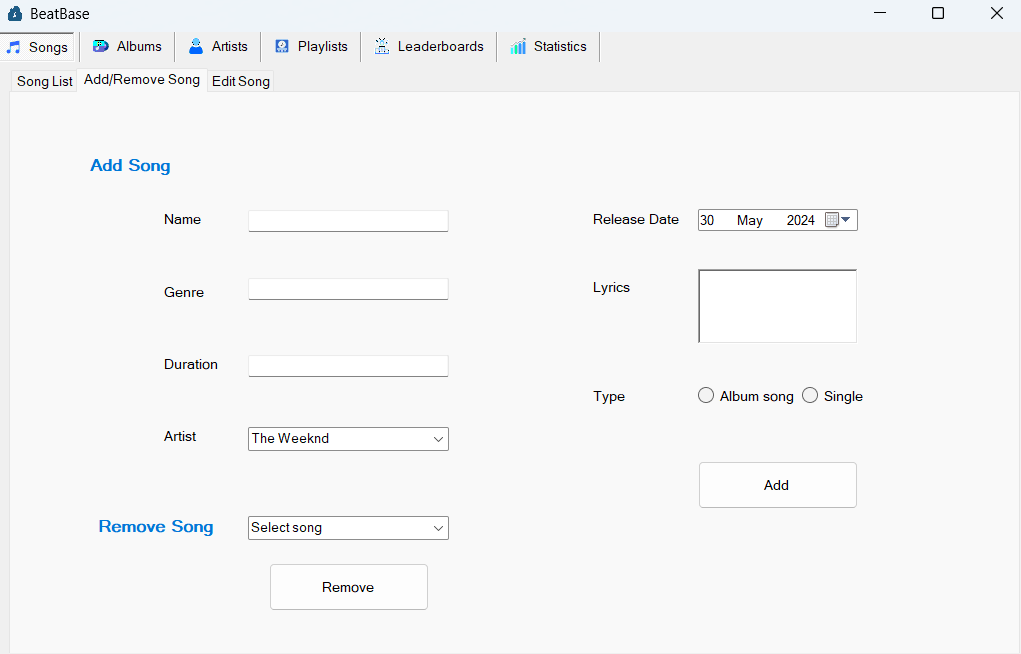 BeatBase
Songs Albums Artists Playlists Leaderboards Statistics
Song List Add/Remove Song Edit Song
Add Song
Name
Release Date 30 May 2024
Genre
Lyrics
Duration
Type Album song Single
Artist The Weeknd
Add
Remove Song Select song
Remove